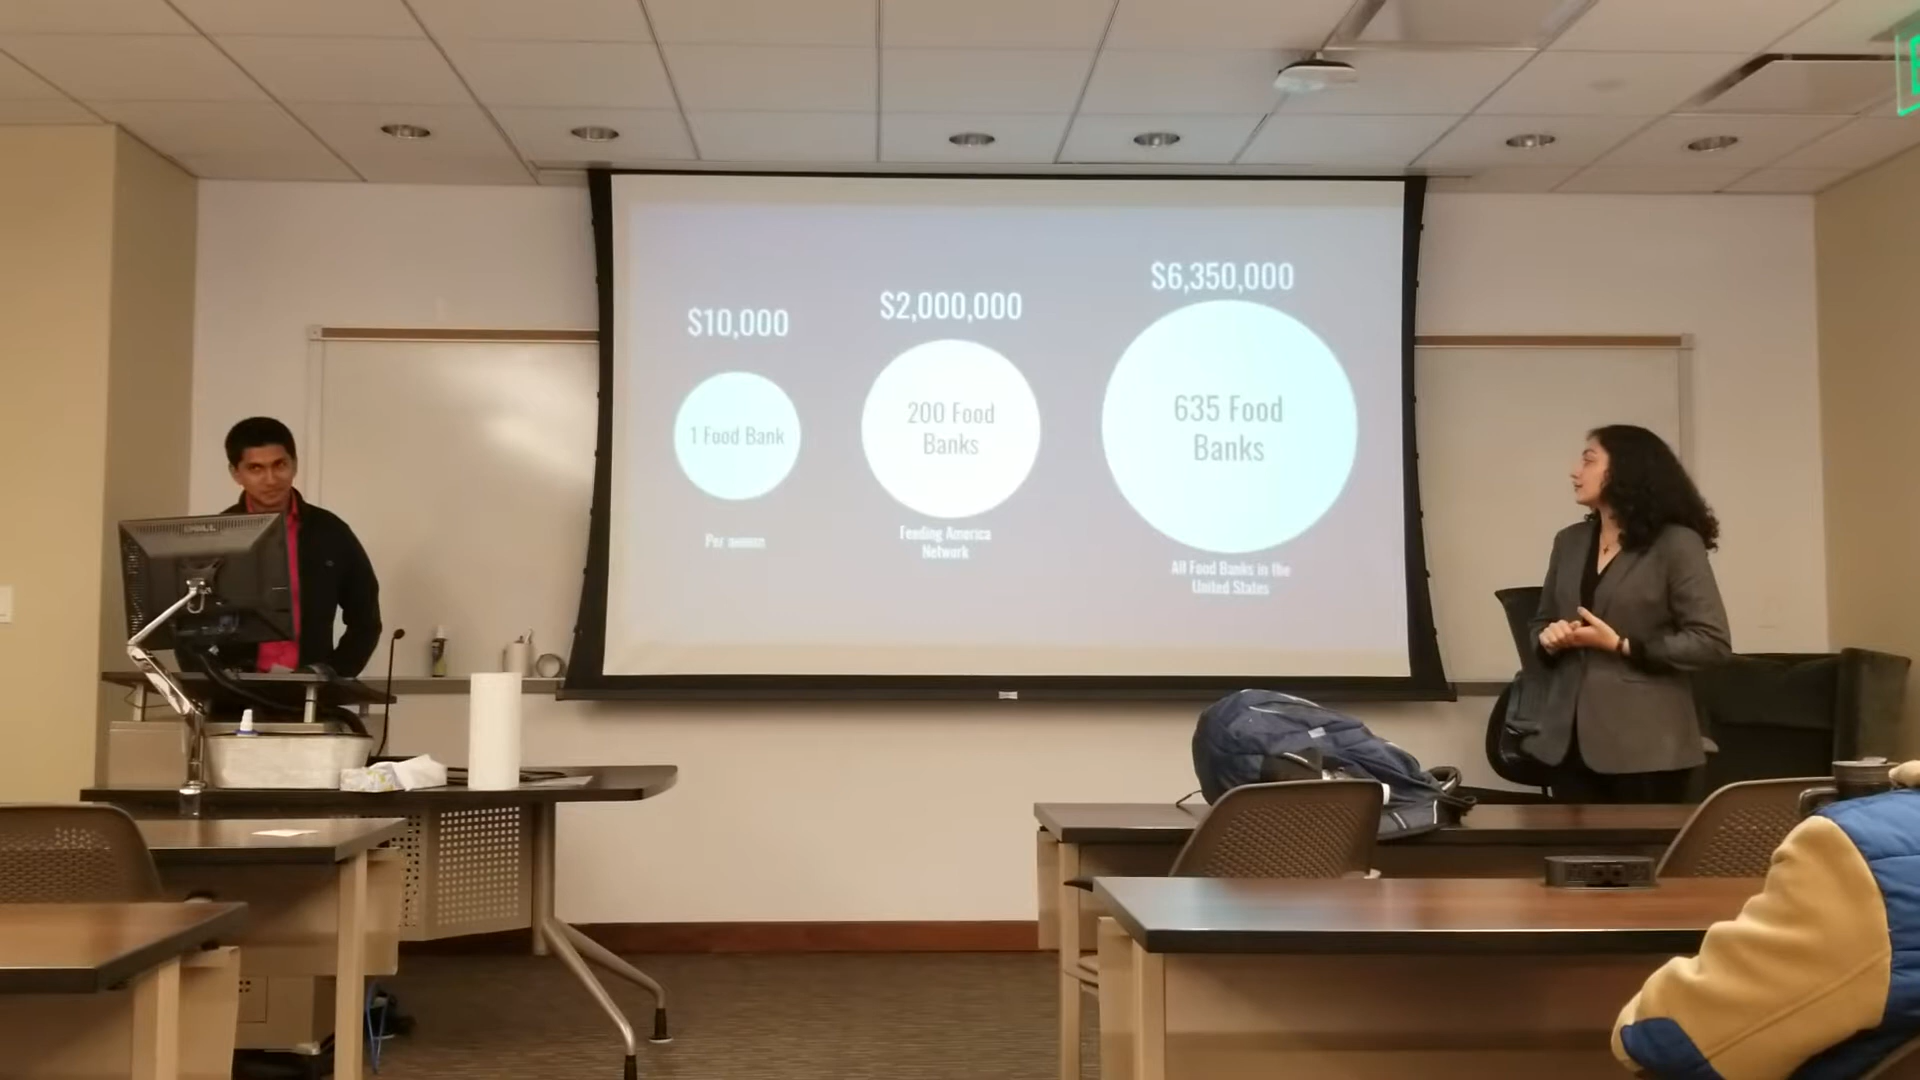 $10,000
1 Food Bank
Per annum
$2,000,000
200 Food
Banks
Feeding America
Network
$6,350,000
635 Food
Banks
All Food Banks in the
United States
DELL